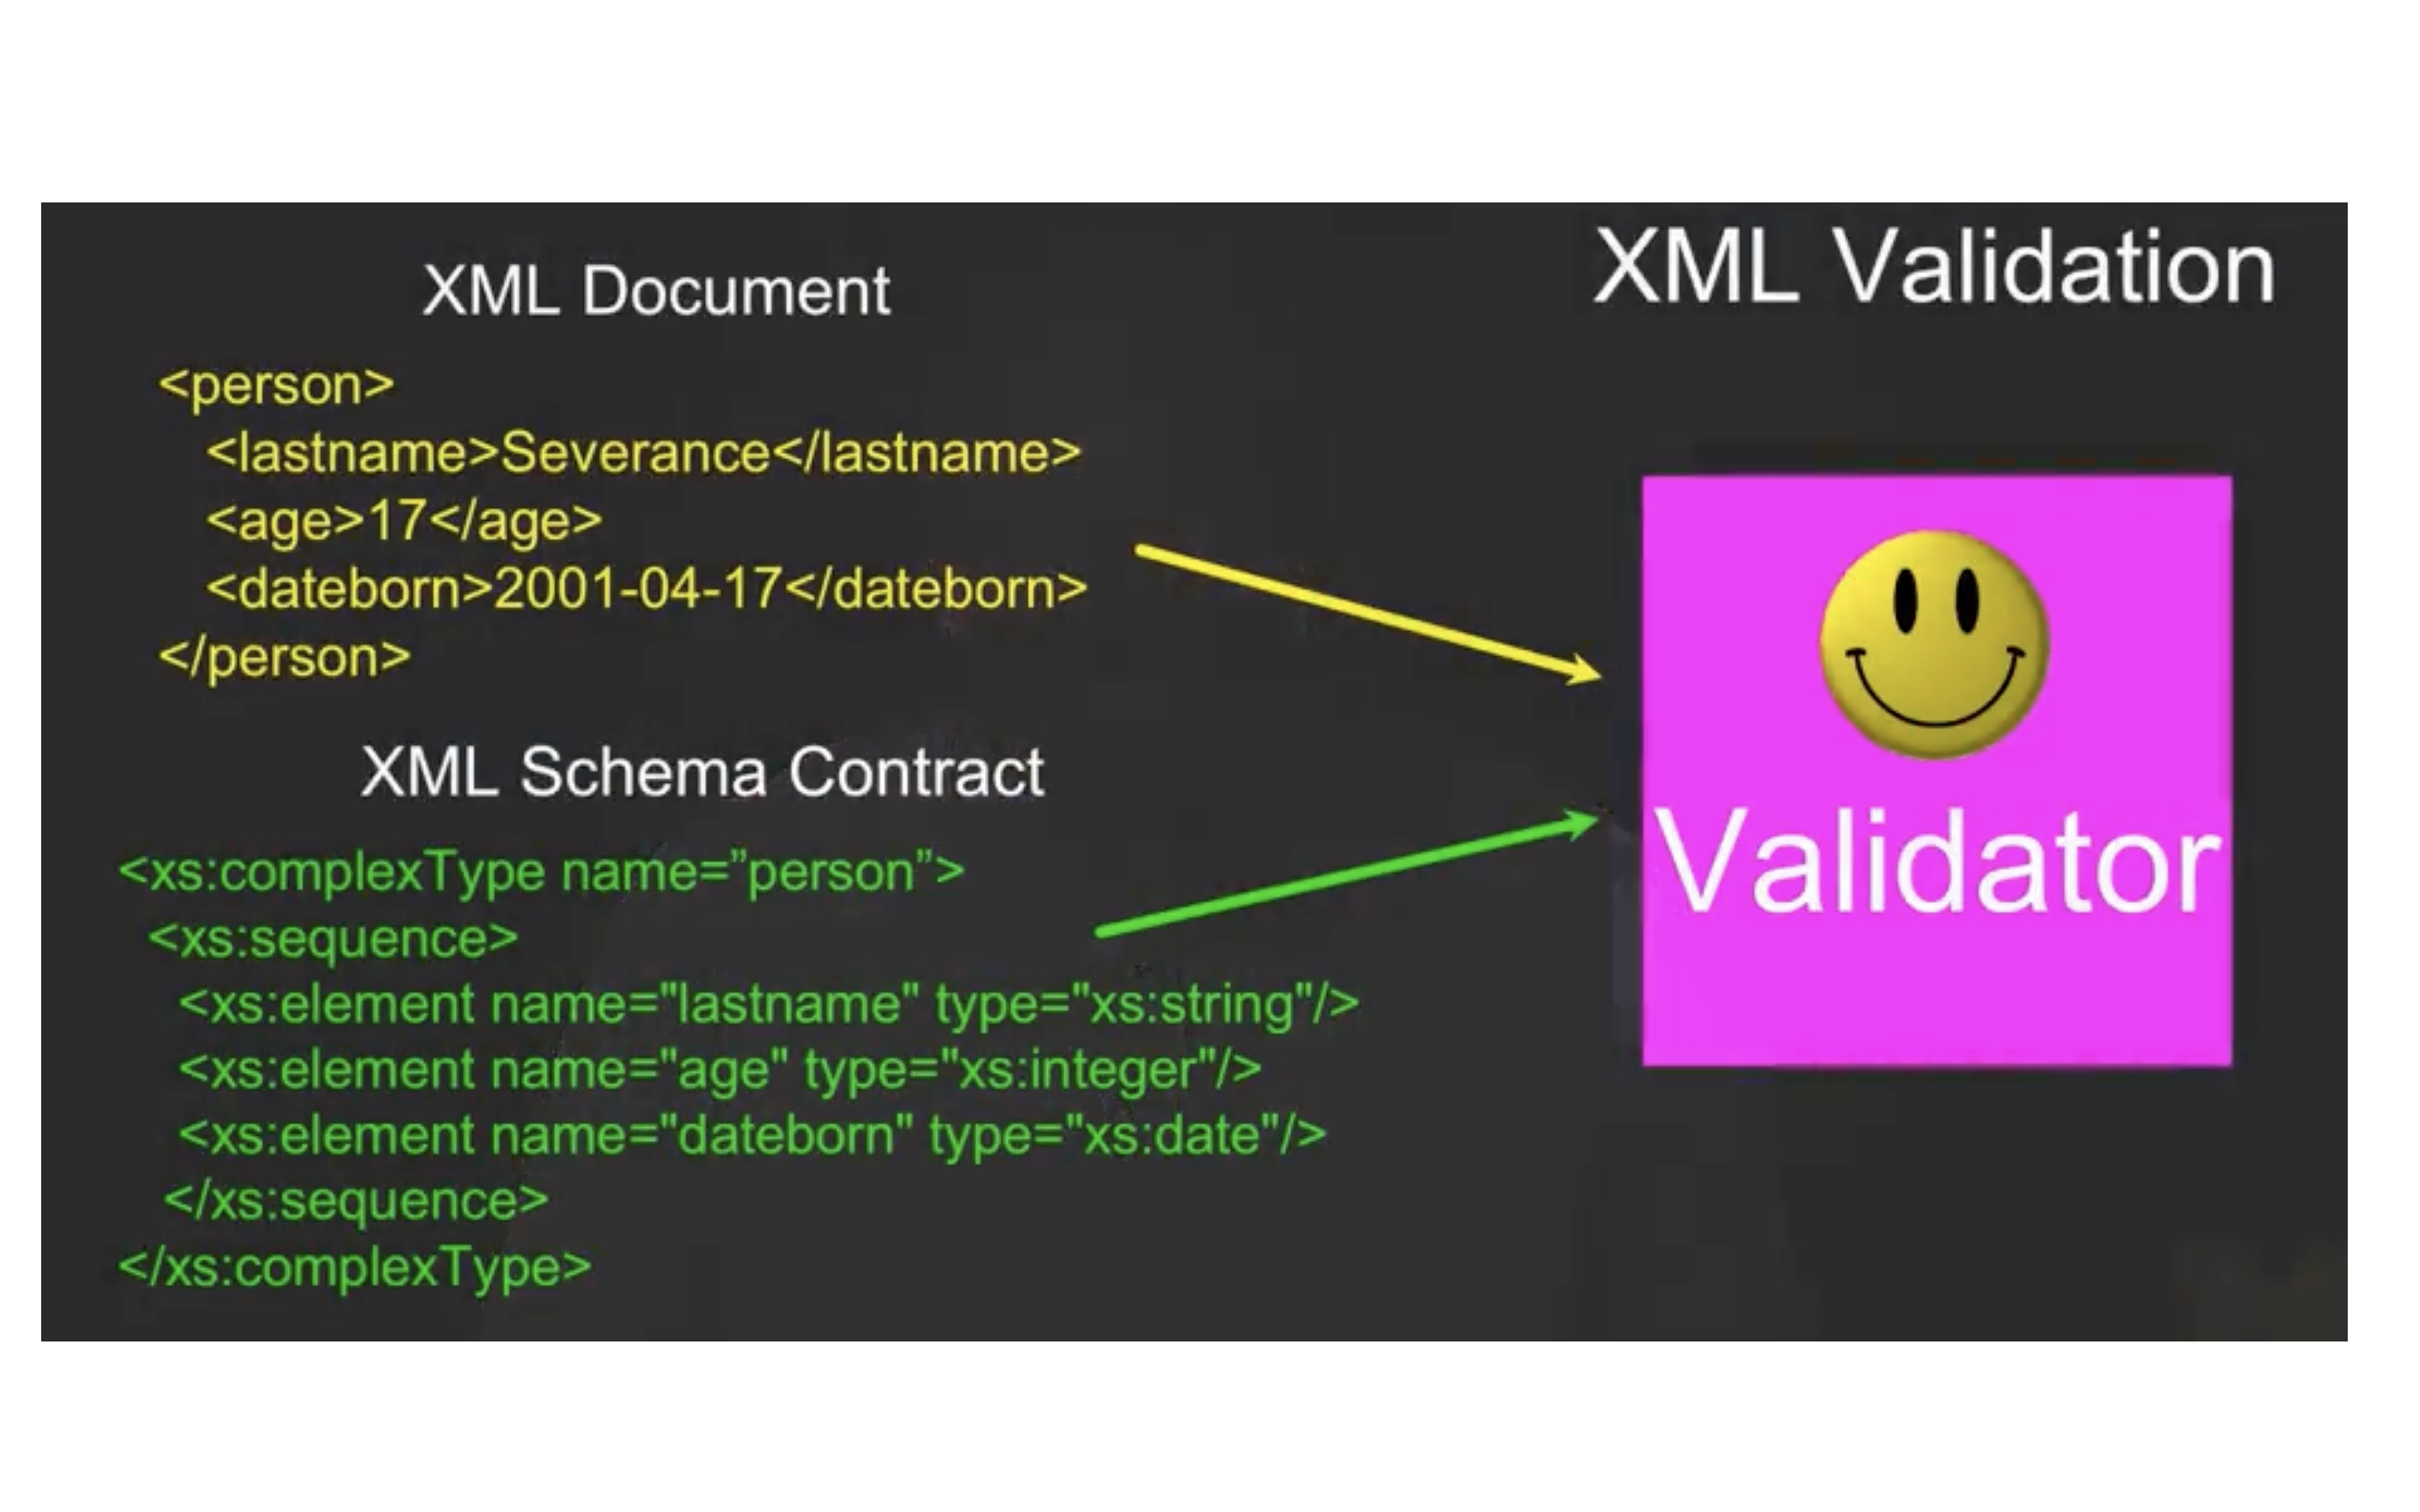 XML Validation
XML Document
<person>
<lastname>Severance</lastname>
<age>17</age>
<dateborn>2001-04-17</dateborn>
</person>
XML Schema Contract
<xs:complexType name=”person”>
<xs:sequence>
<xs:element name="lastname" type="xs:string"/>
<xs:element name="age" type="xs:integer"/>
<xs:element name="dateborn" type="xs:date"/>
</xs:sequence>
</xs:complexType>
Validator